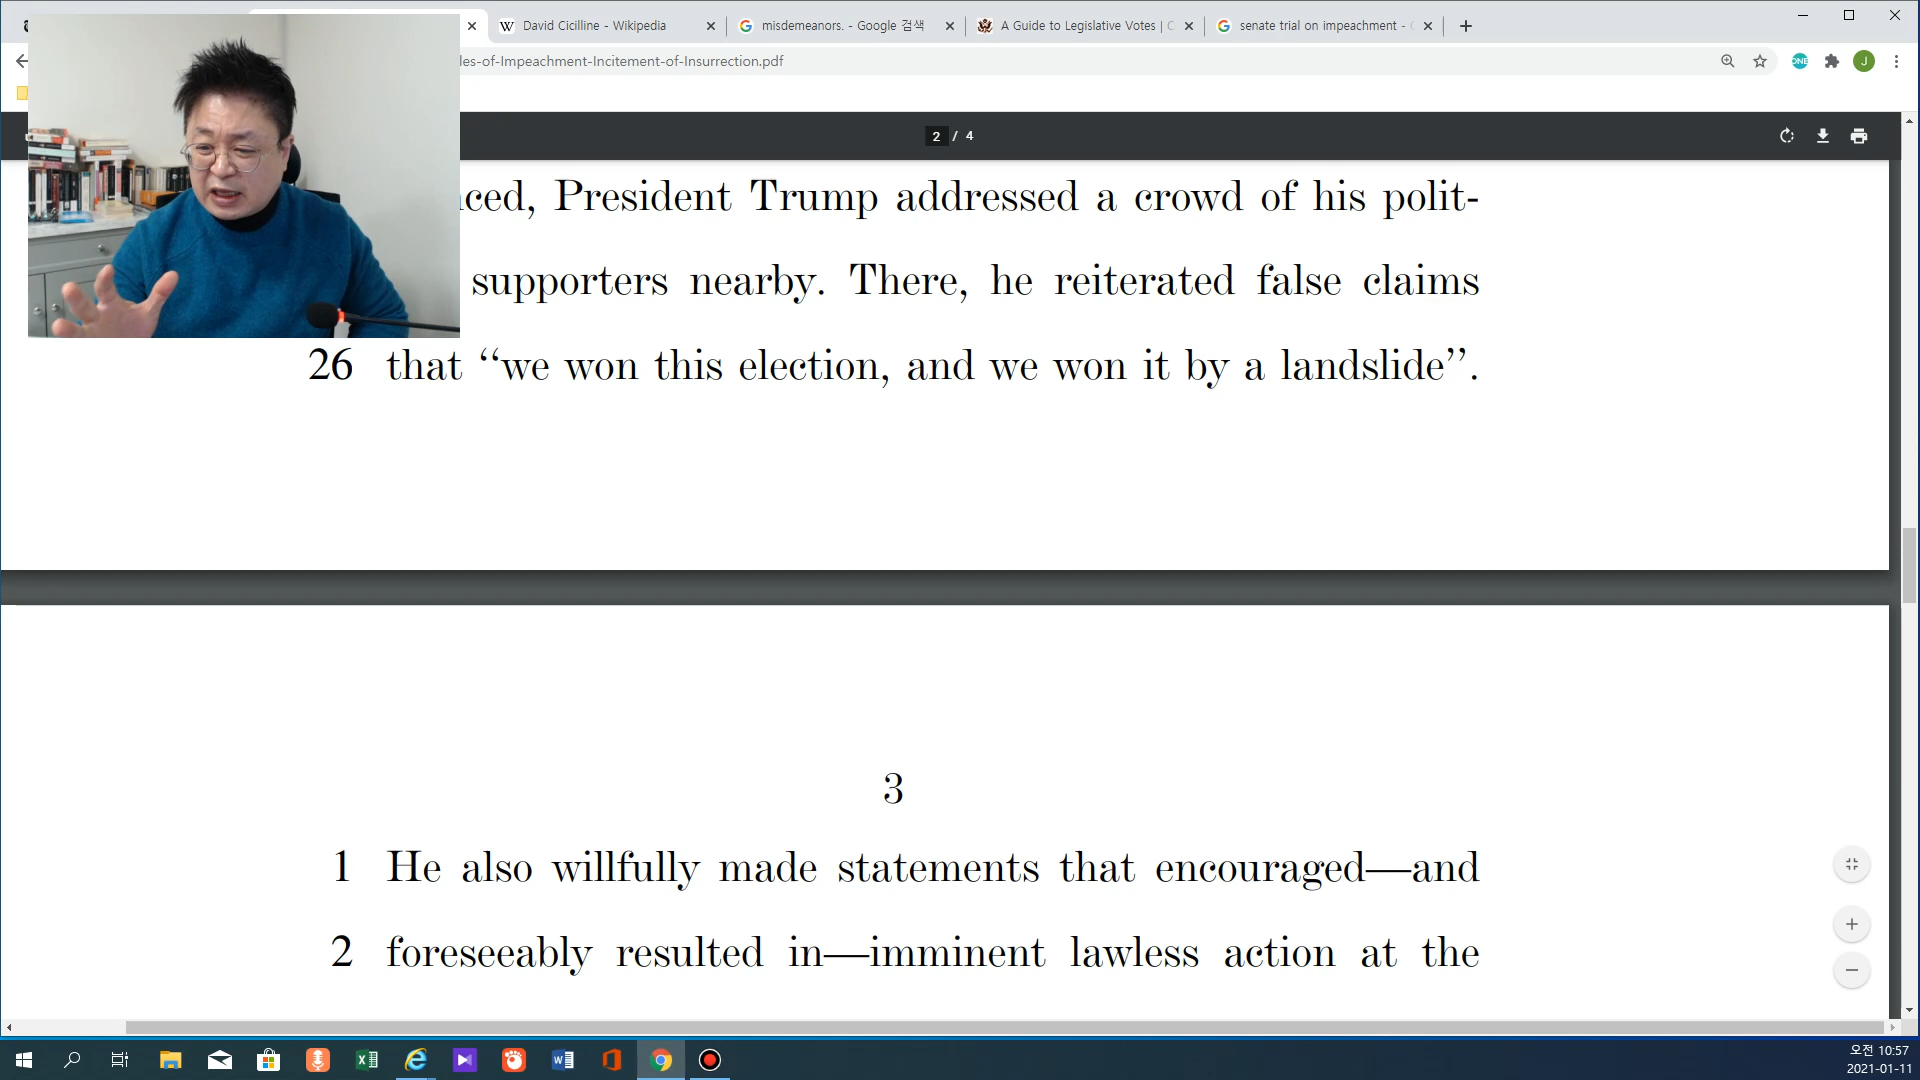 David Cicilline - Wikipedia
misdemeanors. - Google 검색
A Guide to Legislative Votes | C
senate trial on impeachment -
les-of-Impeachment-Incitement-of-Insurrection.pdf
ONE
J
2 / 4
ced, President Trump addressed a crowd of his polit-
supporters nearby. There, he reiterated false claims
26 that “we won this election, and we won it by a landslide”.
3
1 He also willfully made statements that encouraged—and
2 foreseeably resulted in—imminent lawless action at the
오전 10:57
2021-01-11